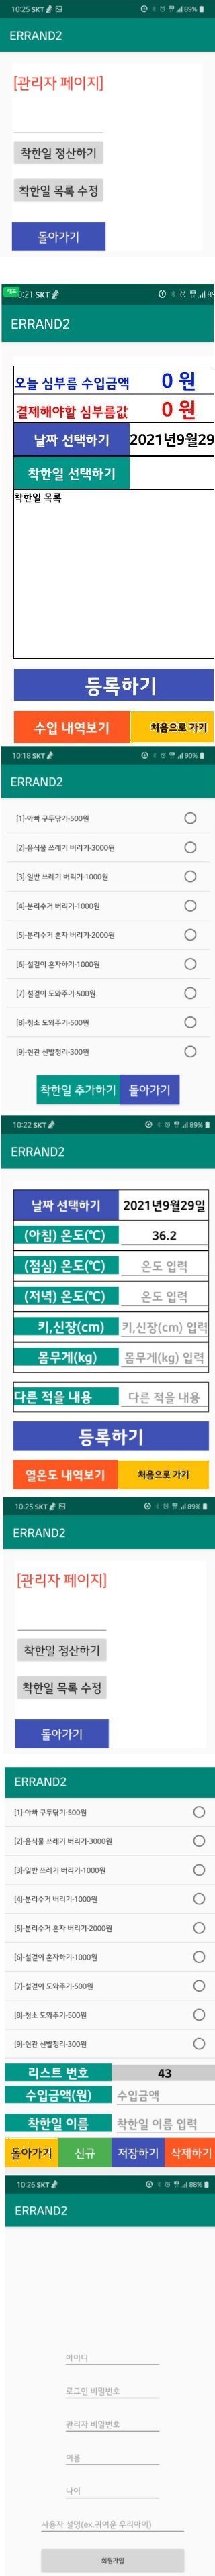 10:25 SKT 89%
ERRAND2
[관리자 페이지]
착한일 정산하기
착한일 목록 수정
돌아가기
:21 SKT
ERRAND2
오늘 심부름 수입금액 0 원
결제해야할 심부름값 0 원
날짜 선택하기 2021년9월29
착한일 선택하기
착한일 목록
등록하기
수입 내역보기 처음으로 가기
10:18 SKT 90%
ERRAND2
[1]-아빠 구두닦기-500원
[2]-음식물 쓰레기 버리기-3000원
[3]-일반 쓰레기 버리기-1000원
[4]-분리수거 버리기-1000원
[5]-분리수거 혼자 버리기-2000원
[6]-설겆이 혼자하기-1000원
[7]-설겆이 도와주기-500원
[8]-청소 도와주기-500원
[9]-현관 신발정리-300원
착한일 추가하기 돌아가기
10:22 SKT 89%
ERRAND2
날짜 선택하기 2021년9월29일
(아침) 온도(℃) 36.2
(점심) 온도(℃) 온도 입력
(저녁) 온도(℃) 온도 입력
키,신장(cm) 키,신장(cm) 입력
몸무게(kg) 몸무게(kg) 입력
다른 적을 내용 다른 적을 내용
등록하기
열온도 내역보기 처음으로 가기
10:25 SKT 89%
ERRAND2
[관리자 페이지]
착한일 정산하기
착한일 목록 수정
돌아가기
ERRAND2
[1]-아빠 구두닦기-500원
[2]-음식물 쓰레기 버리기-3000원
[3]-일반 쓰레기 버리기-1000원
[4]-분리수거 버리기-1000원
[5]-분리수거 혼자 버리기-2000원
[6]-설겆이 혼자하기-1000원
[7]-설겆이 도와주기-500원
[8]-청소 도와주기-500원
[9]-현관 신발정리-300원
리스트 번호 43
수입금액(원) 수입금액
착한일 이름 착한일 이름 입력
돌아가기 신규 저장하기 삭제하기
10:26 SKT 88%
ERRAND2
아이디
로그인 비밀번호
관리자 비밀번호
이름
나이
사용자 설명(ex.귀여운 우리아이)
회원가입